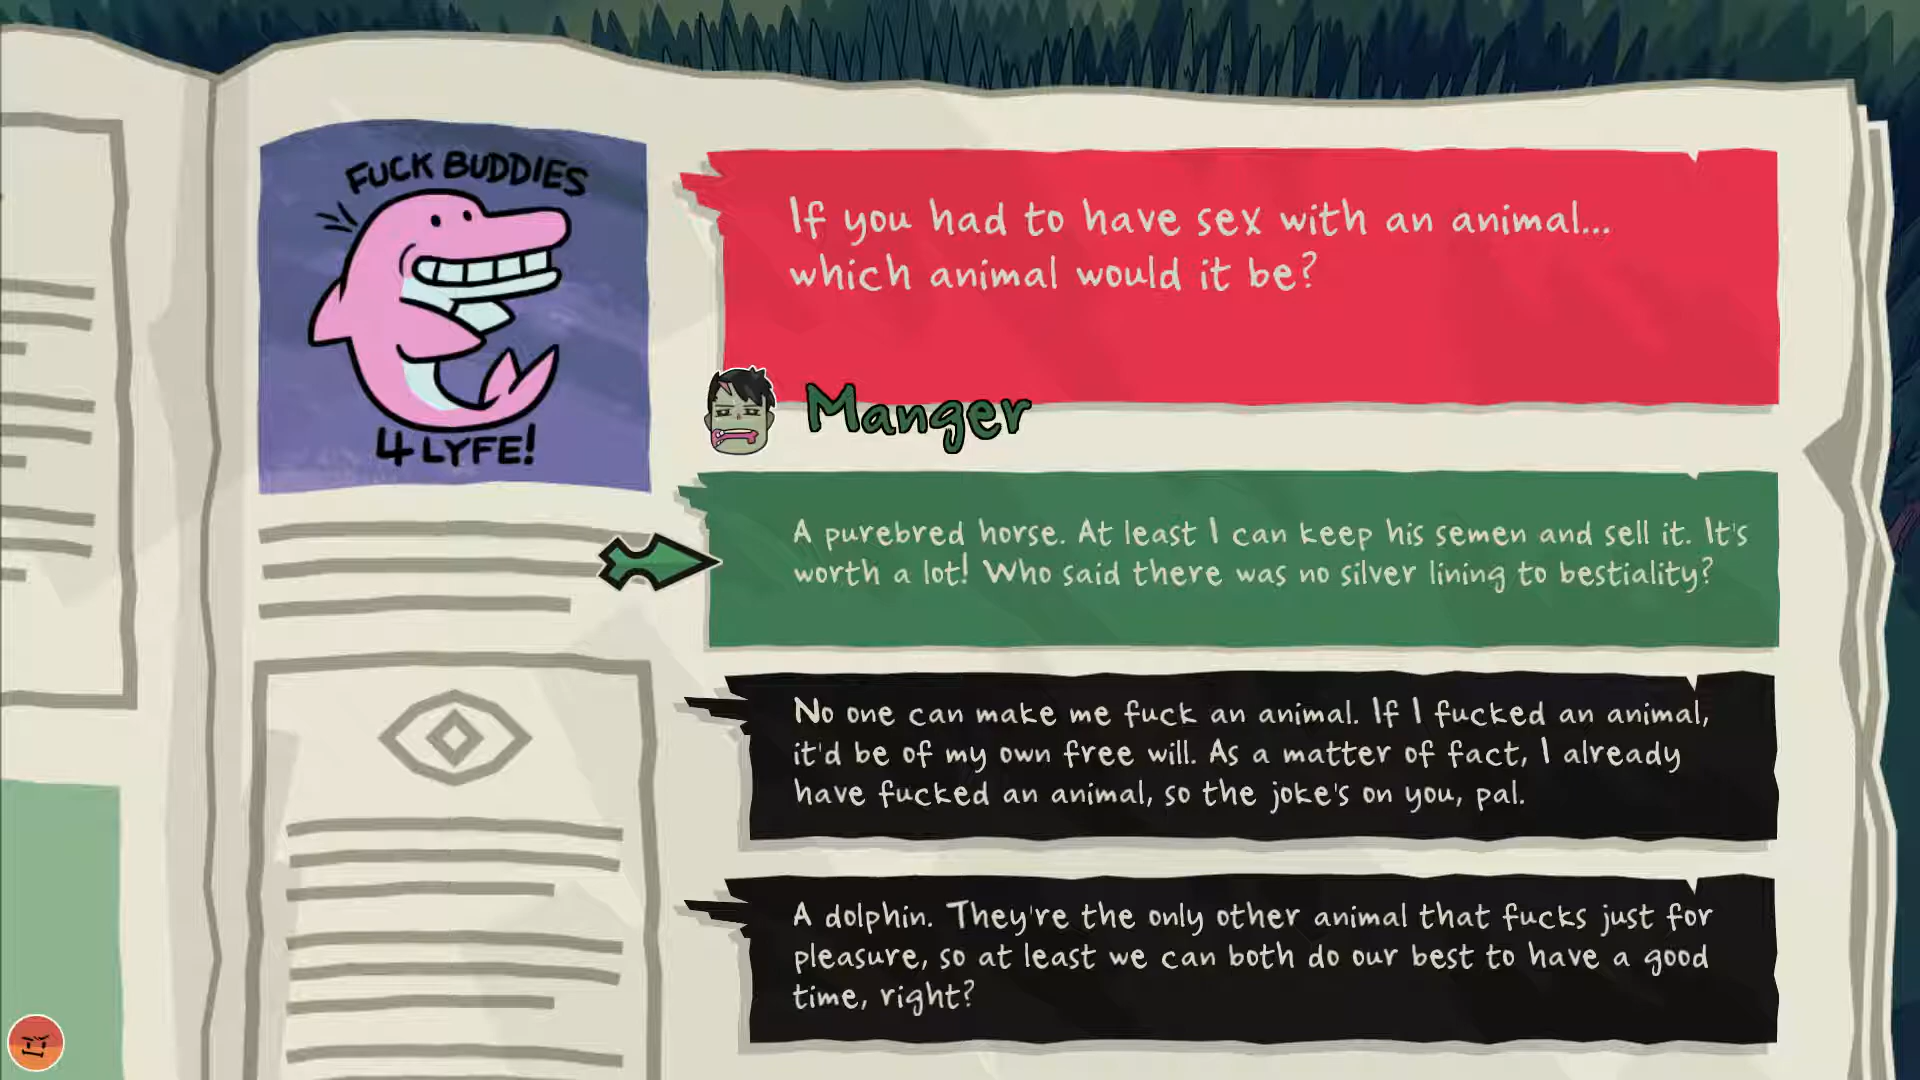 FUCK BUDDIES
4 LYFE!
If you had to have sex with an animal...
which animal would it be?
Manger
A purebred horse. At least I can keep his semen and sell it. It's
worth a lot! Who said there was no silver lining to bestiality?
No one can make me fuck an animal. If I fucked an animal,
it'd be of my own free will. As a matter of fact, I already
have fucked an animal, so the joke's on you, pal.
A dolphin. They're the only other animal that fucks just for
pleasure, so at least we can both do our best to have a good
time, right?